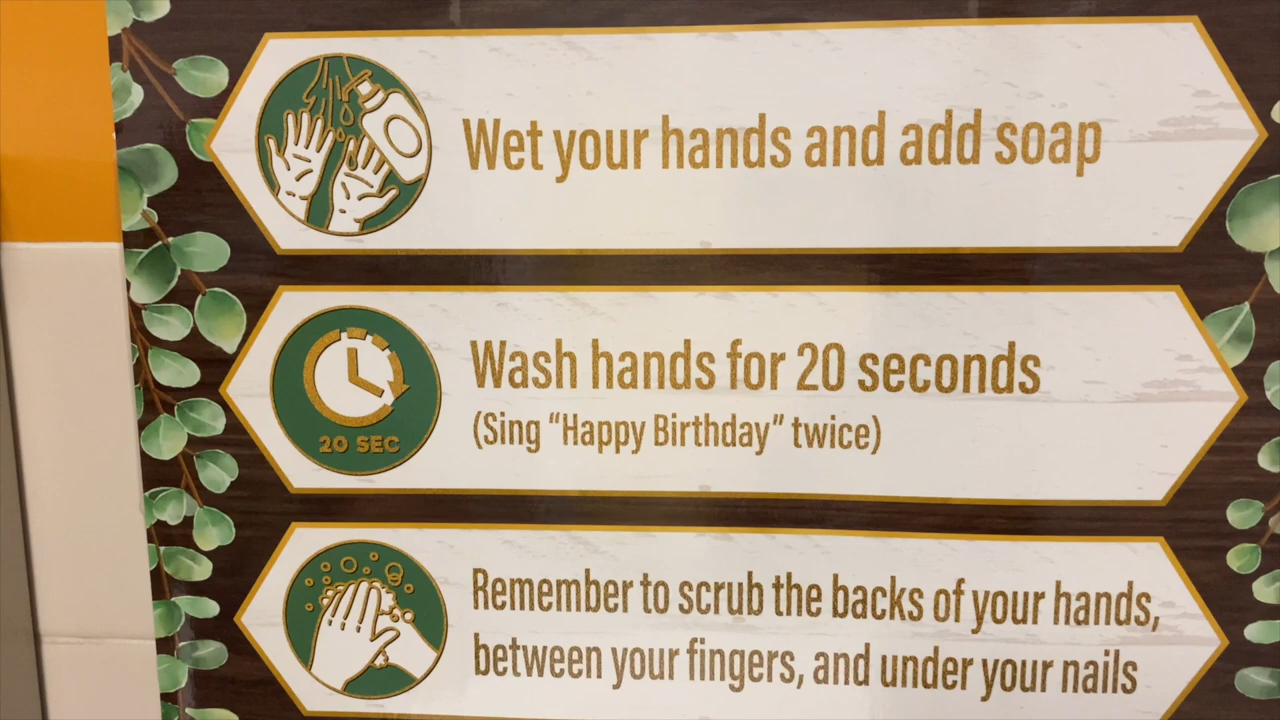 Wet your hands and add soap
20 SEC
Wash hands for 20 seconds
(Sing “Happy Birthday” twice)
Remember to scrub the backs of your hands,
between your fingers, and under your nails